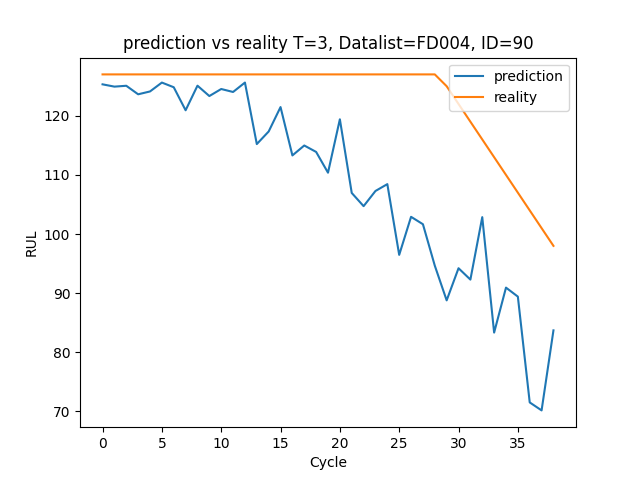 prediction vs reality T=3, Datalist=FD004, ID=90
prediction
reality
120
110
100
90
80
70
RUL
0 5 10 15 20 25 30 35
Cycle